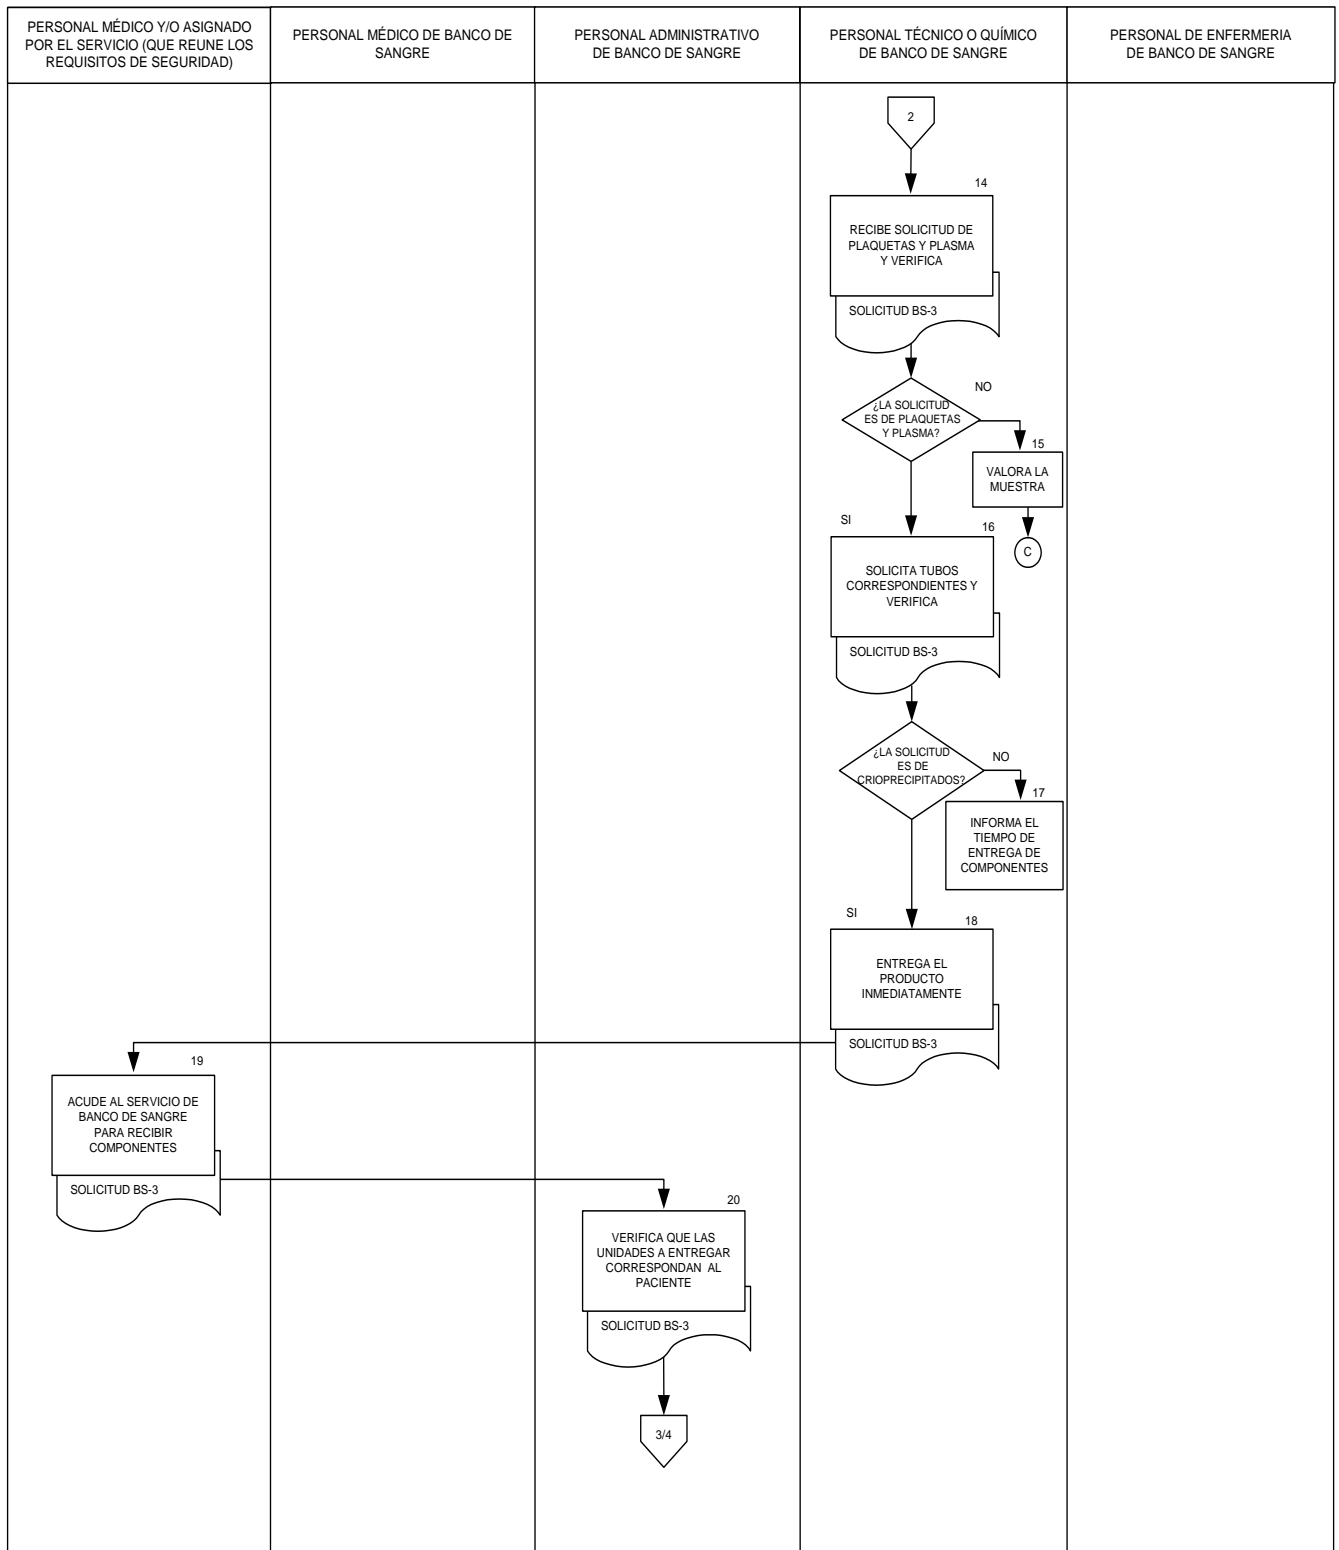 PERSONAL MÉDICO Y/O ASIGNADO
POR EL SERVICIO (QUE REUNE LOS
REQUISITOS DE SEGURIDAD)
PERSONAL MÉDICO DE BANCO DE
SANGRE
PERSONAL ADMINISTRATIVO
DE BANCO DE SANGRE
PERSONAL TÉCNICO O QUÍMICO
DE BANCO DE SANGRE
PERSONAL DE ENFERMERIA
DE BANCO DE SANGRE
2
14
RECIBE SOLICITUD DE
PLAQUETAS Y PLASMA
Y VERIFICA
SOLICITUD BS-3
¿LA SOLICITUD
ES DE PLAQUETAS
Y PLASMA?
NO
15
VALORA LA
MUESTRA
C
SI
16
SOLICITA TUBOS
CORRESPONDIENTES Y
VERIFICA
SOLICITUD BS-3
¿LA SOLICITUD
ES DE
CRIOPRECIPITADOS?
NO
17
INFORMA EL
TIEMPO DE
ENTREGA DE
COMPONENTES
SI
18
ENTREGA EL
PRODUCTO
INMEDIATAMENTE
SOLICITUD BS-3
19
ACUDE AL SERVICIO DE
BANCO DE SANGRE
PARA RECIBIR
COMPONENTES
SOLICITUD BS-3
20
VERIFICA QUE LAS
UNIDADES A ENTREGAR
CORRESPONDAN AL
PACIENTE
SOLICITUD BS-3
3/4